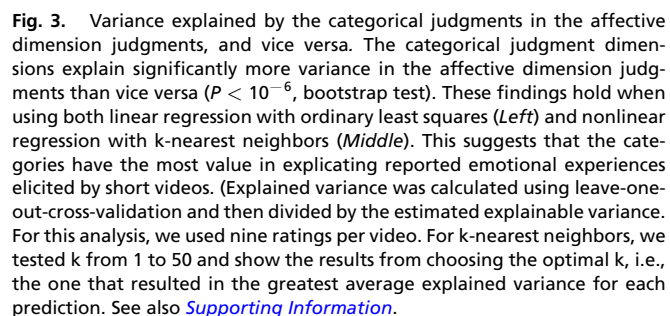 Fig. 3. Variance explained by the categorical judgments in the affective
dimension judgments, and vice versa. The categorical judgment dimen-
sions explain significantly more variance in the affective dimension judg-
ments than vice versa (P < 10⁻⁶, bootstrap test). These findings hold when
using both linear regression with ordinary least squares (Left) and nonlinear
regression with k-nearest neighbors (Middle). This suggests that the cate-
gories have the most value in explicating reported emotional experiences
elicited by short videos. (Explained variance was calculated using leave-one-
out-cross-validation and then divided by the estimated explainable variance.
For this analysis, we used nine ratings per video. For k-nearest neighbors, we
tested k from 1 to 50 and show the results from choosing the optimal k, i.e.,
the one that resulted in the greatest average explained variance for each
prediction. See also Supporting Information.